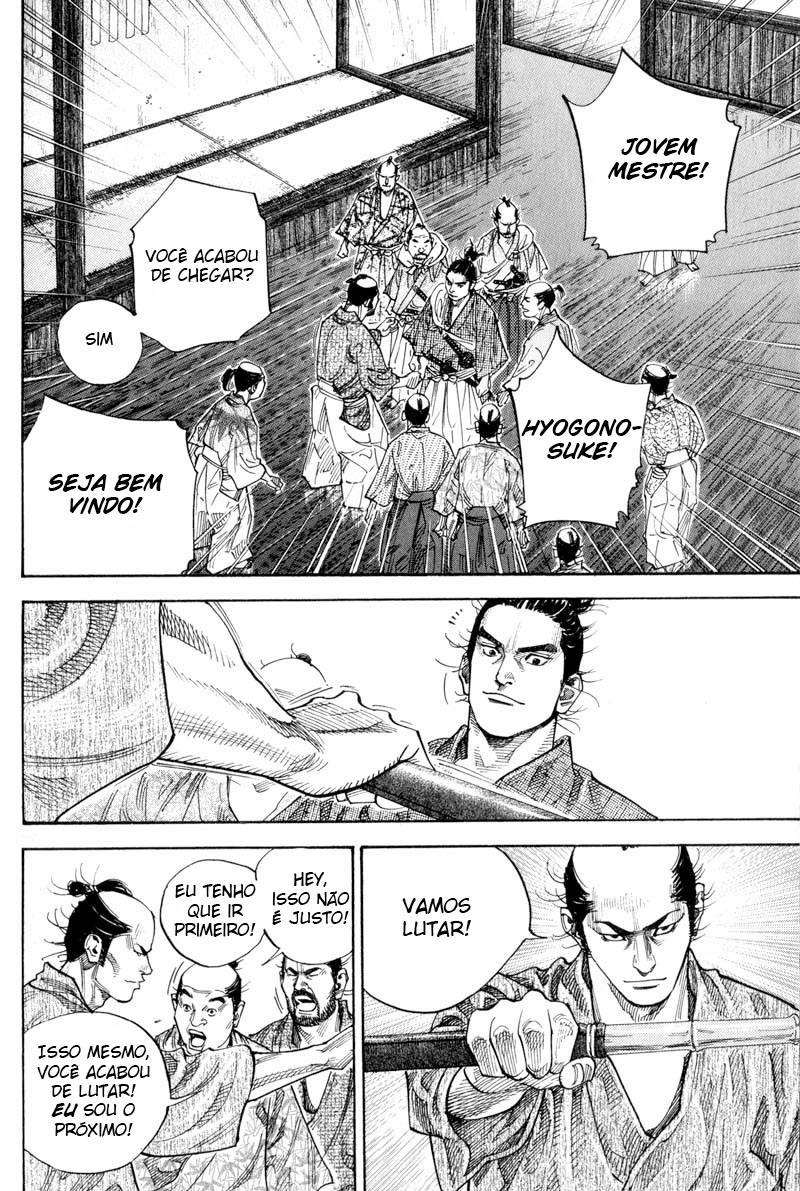 JOVEM
MESTRE!
VOCÊ ACABOU
DE CHEGAR?
SIM
HYOGONO-
SUKE!
SEJA BEM
VINDO!
VAMOS
LUTAR!
HEY,
ISSO NÃO
É JUSTO!
EU TENHO
QUE IR
PRIMEIRO!
ISSO MESMO,
VOCÊ ACABOU
DE LUTAR!
EU SOU O
PRÓXIMO!